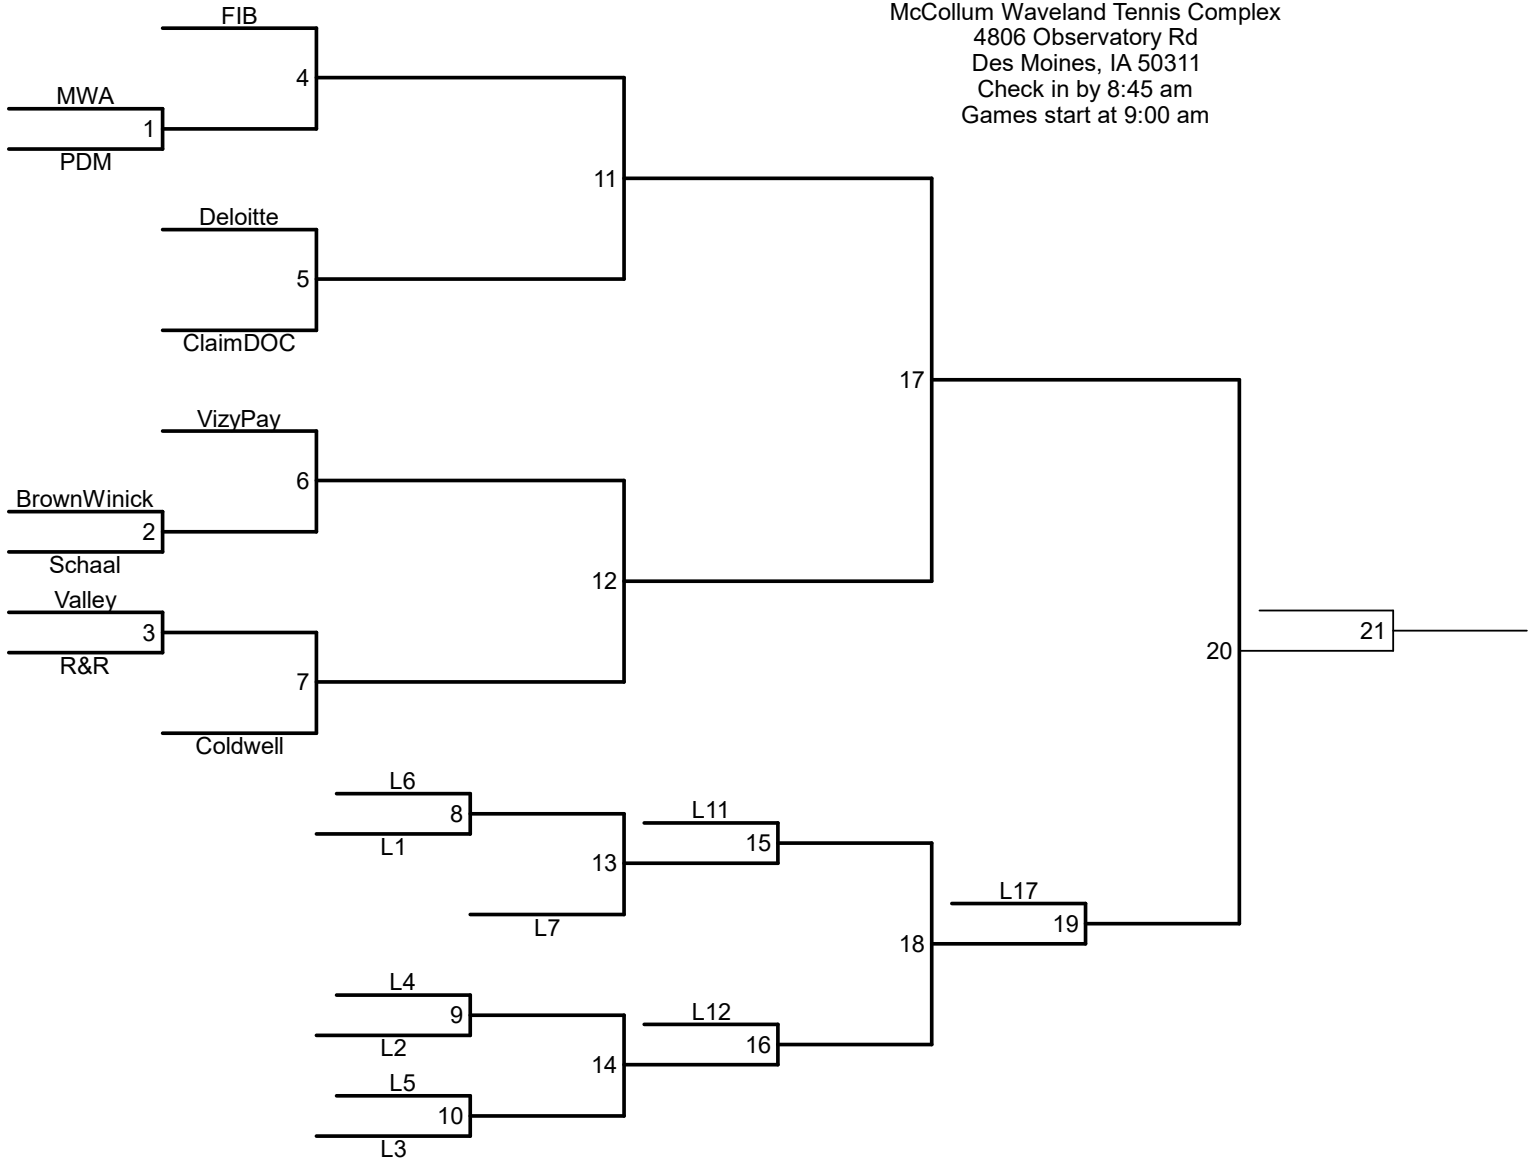 McCollum Waveland Tennis Complex
4806 Observatory Rd
Des Moines, IA 50311
Check in by 8:45 am
Games start at 9:00 am
FIB
4
MWA
1
PDM
11
Deloitte
5
ClaimDOC
17
VizyPay
6
BrownWinick
2
Schaal
12
Valley
3
R&R
7
Coldwell
21
20
L6
8
L1
L11
15
13
L7
L17
19
18
L4
9
L2
L12
16
14
L5
10
L3